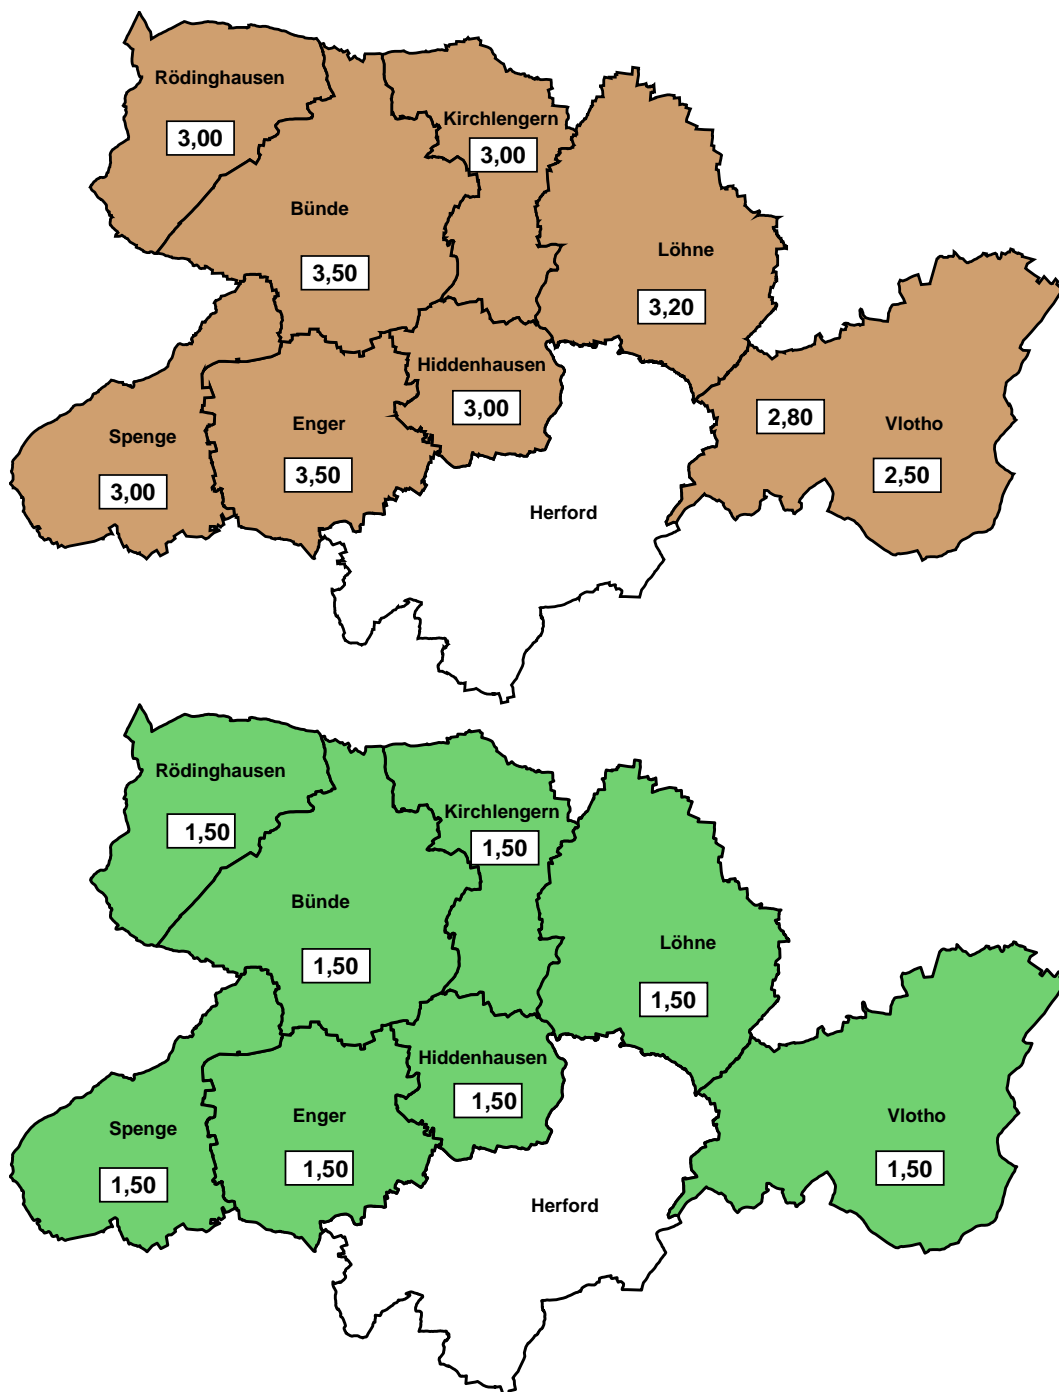 Rödinghausen
3,00
Kirchlengern
3,00
Bünde
3,50
Löhne
3,20
Hiddenhausen
3,00
Spenge
3,00
Enger
3,50
2,80
Vlotho
2,50
Herford
Rödinghausen
1,50
Kirchlengern
1,50
Bünde
1,50
Löhne
1,50
Hiddenhausen
1,50
Spenge
1,50
Enger
1,50
Vlotho
1,50
Herford